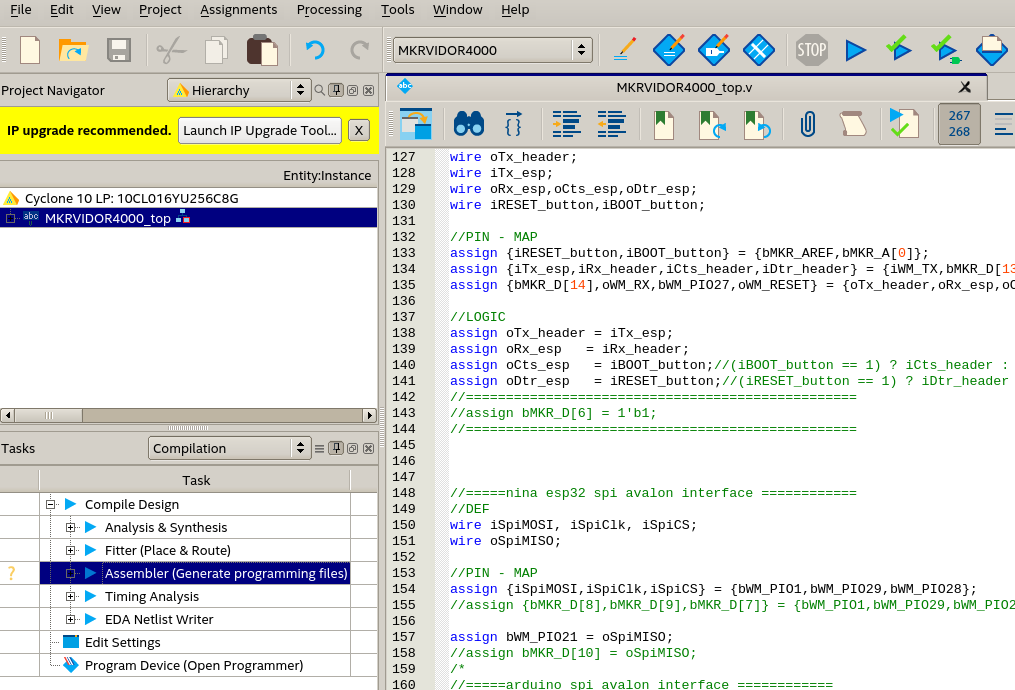 File Edit View Project Assignments Processing Tools Window Help
MKRVIDOR4000
STOP
Project Navigator
Hierarchy
IP upgrade recommended.
Launch IP Upgrade Tool...
X
Entity:Instance
Cyclone 10 LP: 10CL016YU256C8G
abc MKRVIDOR4000_top
Tasks
Compilation
Task
Compile Design
Analysis & Synthesis
Fitter (Place & Route)
? Assembler (Generate programming files)
Timing Analysis
EDA Netlist Writer
Edit Settings
Program Device (Open Programmer)
abc MKRVIDOR4000_top.v
267
268
127 wire oTx_header;
128 wire iTx_esp;
129 wire oRx_esp,oCts_esp,oDtr_esp;
130 wire iRESET_button,iBOOT_button;
131
132 //PIN - MAP
133 assign {iRESET_button,iBOOT_button} = {bMKR_AREF,bMKR_A[0]};
134 assign {iTx_esp,iRx_header,iCts_header,iDtr_header} = {iWM_TX,bMKR_D[13
135 assign {bMKR_D[14],oWM_RX,bWM_PIO27,oWM_RESET} = {oTx_header,oRx_esp,oC
136
137 //LOGIC
138 assign oTx_header = iTx_esp;
139 assign oRx_esp   = iRx_header;
140 assign oCts_esp   = iBOOT_button;//(iBOOT_button == 1) ? iCts_header :
141 assign oDtr_esp   = iRESET_button;//(iRESET_button == 1) ? iDtr_header
142 //=================================================
143 //assign bMKR_D[6] = 1'b1;
144 //=================================================
145
146
147
148 //=====nina esp32 spi avalon interface ============
149 //DEF
150 wire iSpiMOSI, iSpiClk, iSpiCS;
151 wire oSpiMISO;
152
153 //PIN - MAP
154 assign {iSpiMOSI,iSpiClk,iSpiCS} = {bWM_PIO1,bWM_PIO29,bWM_PIO28};
155 //assign {bMKR_D[8],bMKR_D[9],bMKR_D[7]} = {bWM_PIO1,bWM_PIO29,bWM_PIO2
156
157 assign bWM_PIO21 = oSpiMISO;
158 //assign bMKR_D[10] = oSpiMISO;
159 /*
160 //=====arduino spi avalon interface ============